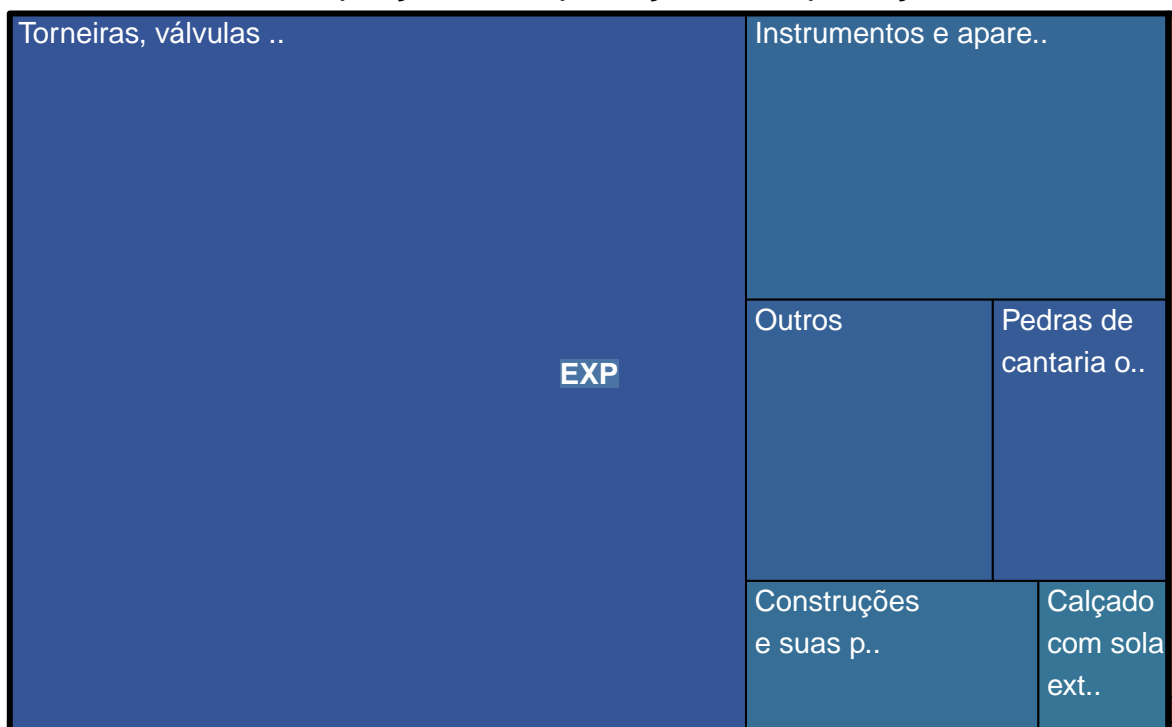 Torneiras, válvulas ..
Instrumentos e apare..
EXP
Outros
Pedras de
cantaria o..
Construções
e suas p..
Calçado
com sola
ext..